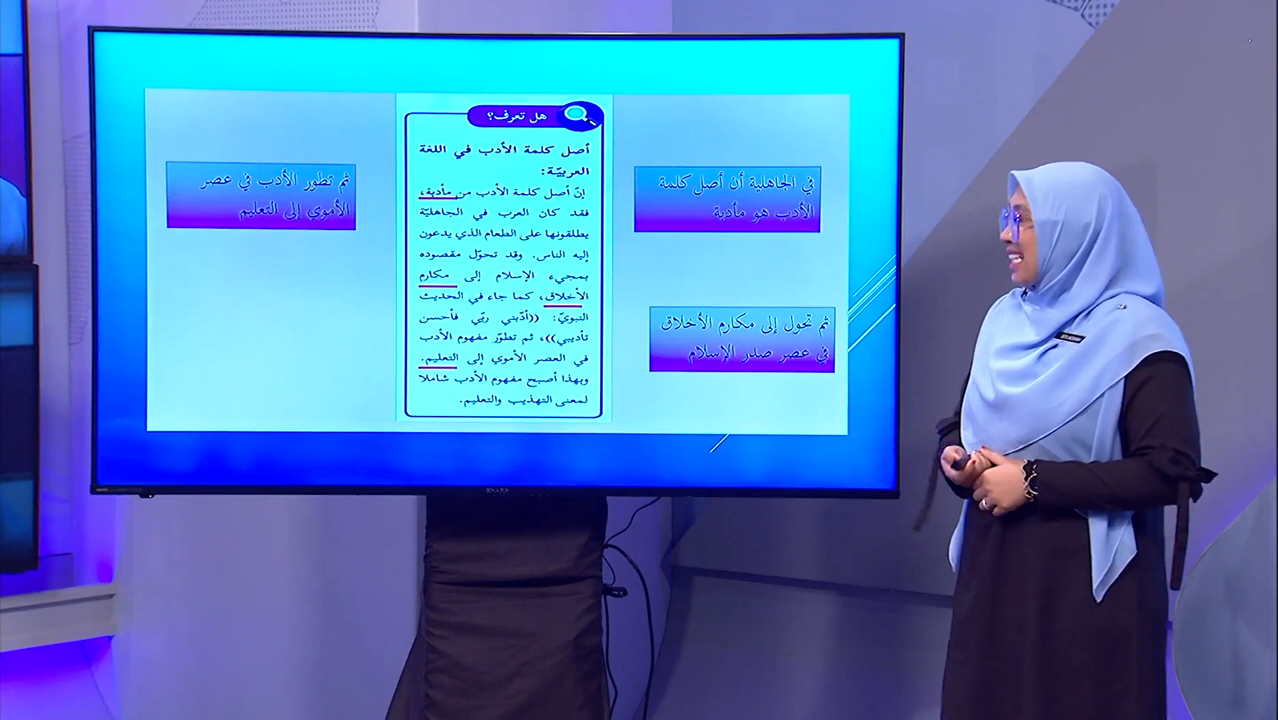 هل تعرف؟
أصل كلمة الأدب في اللغة
العربيّة:
إنّ أصل كلمة الأدب من مأدبة،
فقد كان العرب في الجاهليّة
يطلقونها على الطعام الذي يدعون
إليه الناس. وقد تحوّل مقصوده
بمجيء الإسلام إلى مكارم
الأخلاق، كما جاء في الحديث
النبويّ: ((أدّبني ربّي فأحسن
تأديبي))، ثم تطوّر مفهوم الأدب
في العصر الأموي إلى التعليم.
وبهذا أصبح مفهوم الأدب شاملا
لمعنى التهذيب والتعليم.
في الجاهلية أن أصل كلمة
الأدب هو مأدبة
ثم تحول إلى مكارم الأخلاق
في عصر صدر الإسلام
ثم تطور الأدب في عصر
الأموي إلى التعليم